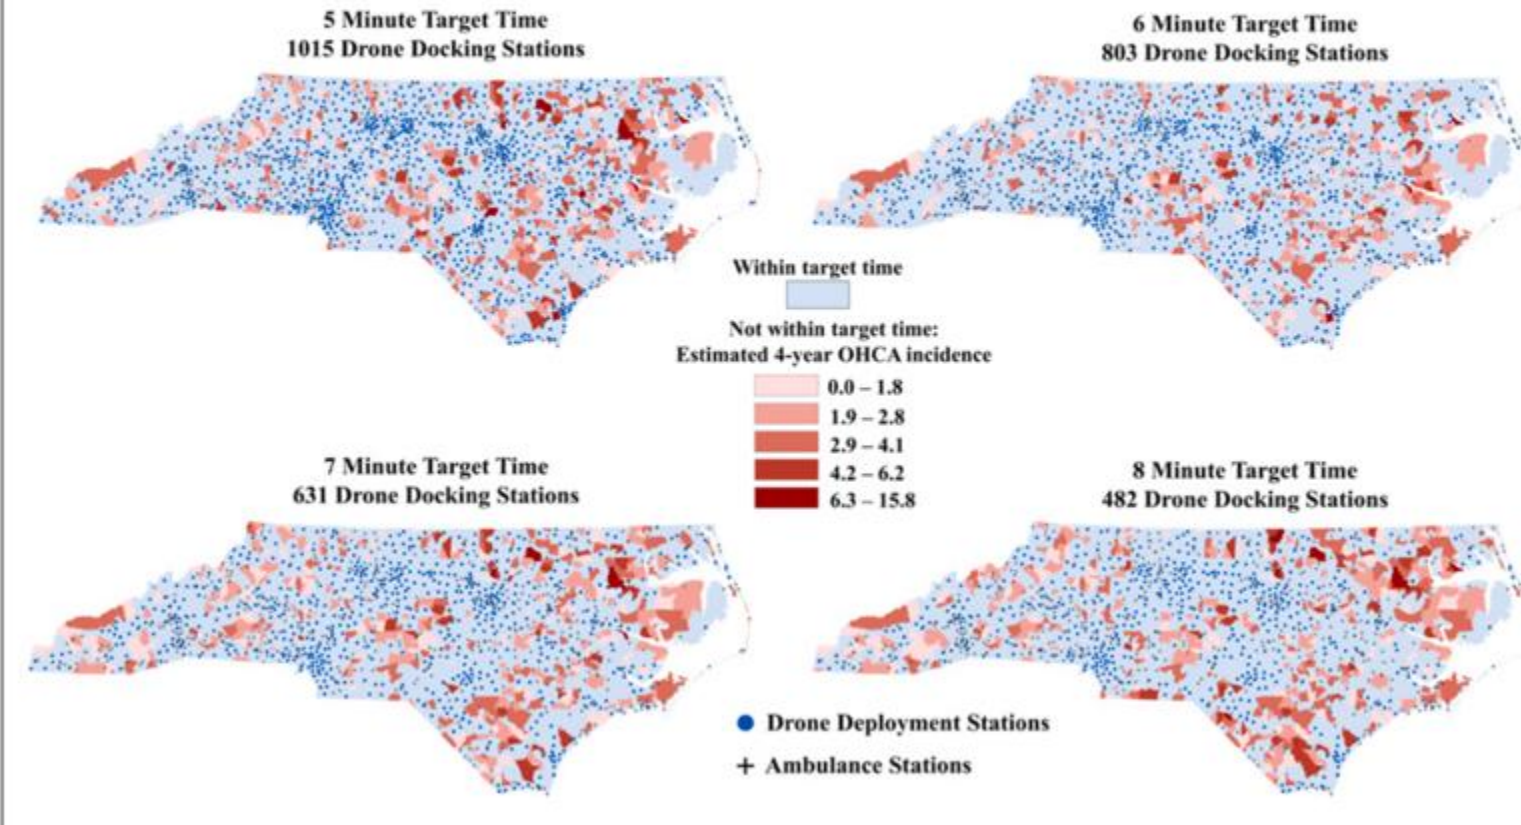 5 Minute Target Time
1015 Drone Docking Stations
6 Minute Target Time
803 Drone Docking Stations
Within target time
Not within target time:
Estimated 4-year OHCA incidence
0.0 – 1.8
1.9 – 2.8
2.9 – 4.1
4.2 – 6.2
6.3 – 15.8
7 Minute Target Time
631 Drone Docking Stations
8 Minute Target Time
482 Drone Docking Stations
Drone Deployment Stations
Ambulance Stations